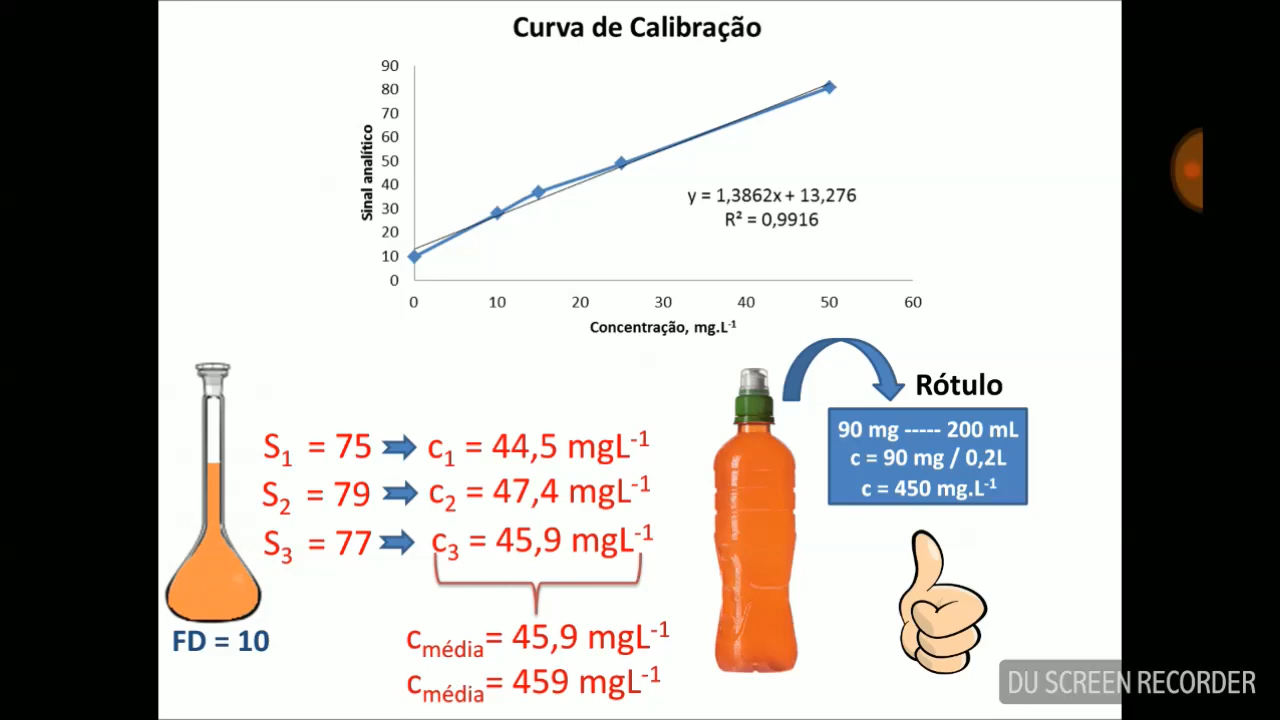 Curva de Calibração
90
80
70
60
50
40
30
20
10
0
Sinal analítico
y = 1,3862x + 13,276
R² = 0,9916
0 10 20 30 40 50 60
Concentração, mg.L⁻¹
Rótulo
90 mg ----- 200 mL
c = 90 mg / 0,2L
c = 450 mg.L⁻¹
S₁ = 75 c₁ = 44,5 mgL⁻¹
S₂ = 79 c₂ = 47,4 mgL⁻¹
S₃ = 77 c₃ = 45,9 mgL⁻¹
FD = 10
cmédia= 45,9 mgL⁻¹
cmédia= 459 mgL⁻¹
DU SCREEN RECORDER